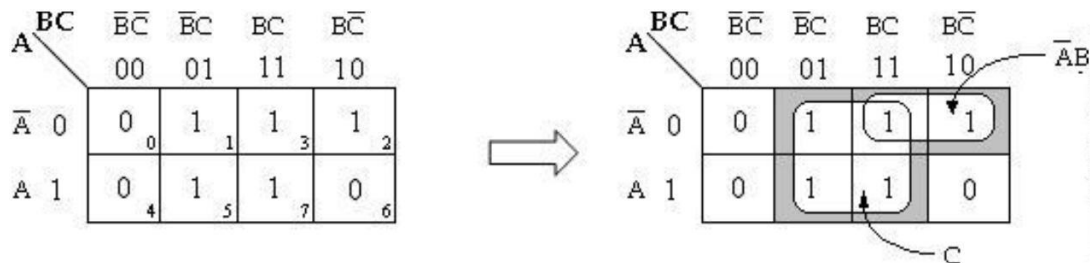 BC B̅C̅ B̅C BC BC̅
A 00 01 11 10
A̅ 0 0 0 1 1 1 3 1 2
A 1 0 4 1 5 1 7 0 6
BC B̅C̅ B̅C BC BC̅
A 00 01 11 10 A̅B
A̅ 0 0 1 1 1
A 1 0 1 1 0
C